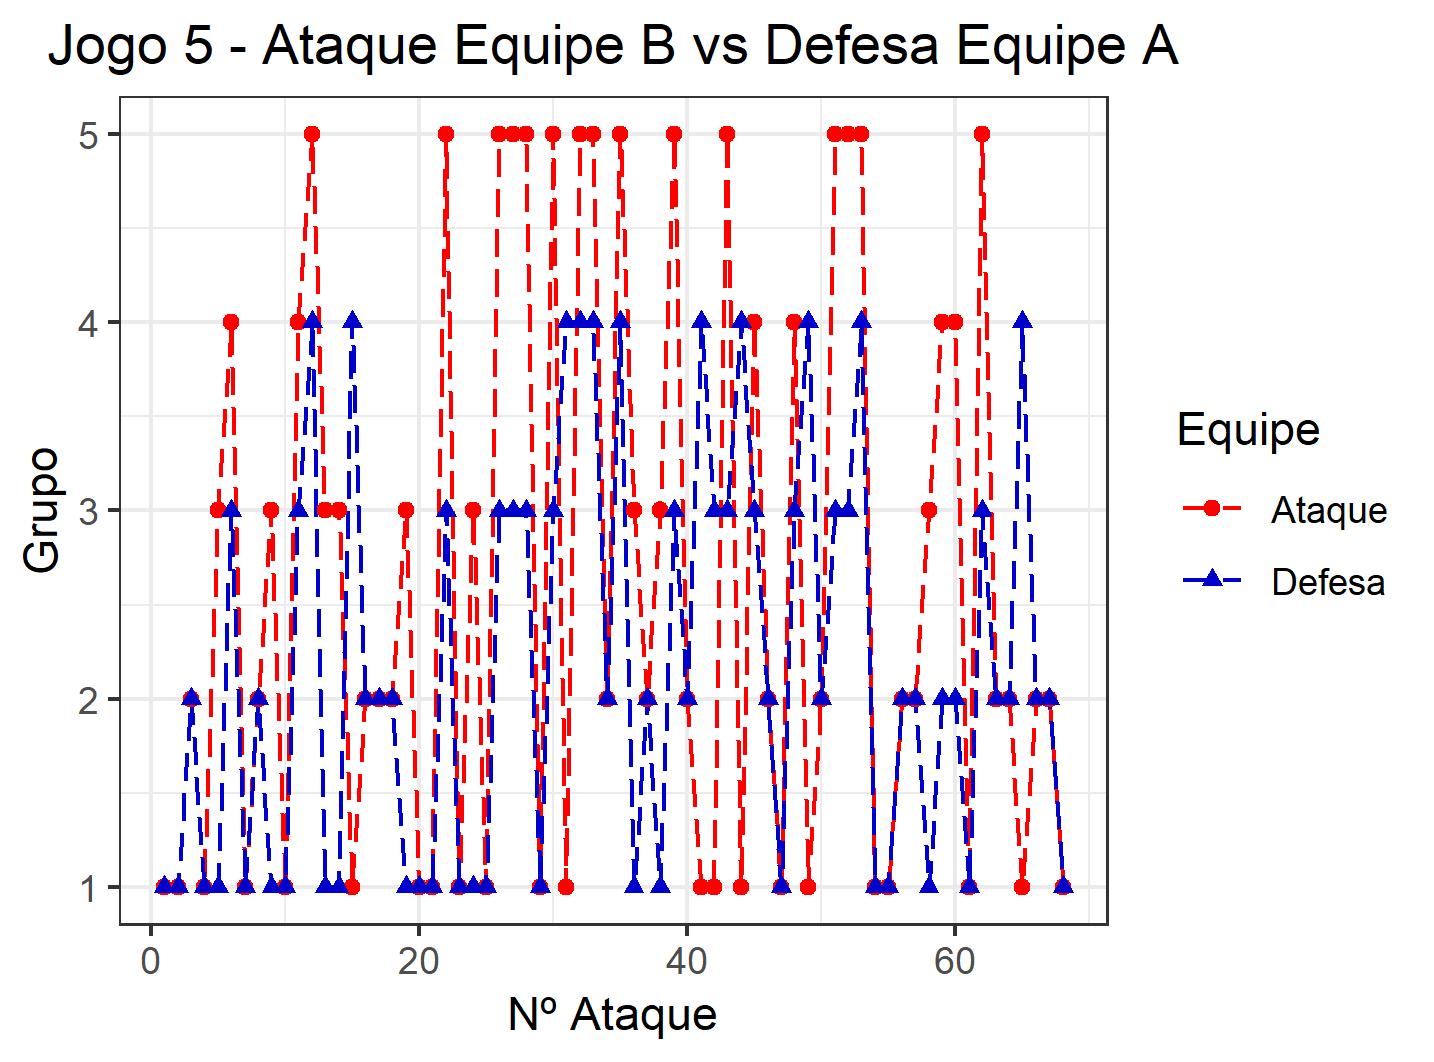 Jogo 5 - Ataque Equipe B vs Defesa Equipe A
5
4
3
2
1
Grupo
0 20 40 60
Nº Ataque
Equipe
Ataque
Defesa